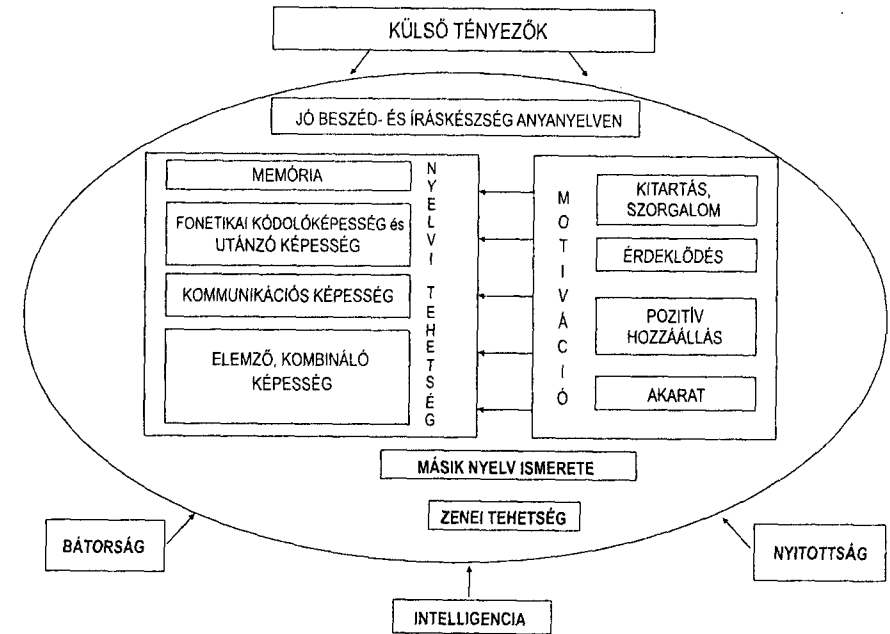 KÜLSŐ TÉNYEZŐK
JÓ BESZÉD- ÉS ÍRÁSKÉSZSÉG ANYANYELVEN
NYELVI TEHETSÉG
MEMÓRIA
FONETIKAI KÓDOLÓKÉPESSÉG és
UTÁNZÓ KÉPESSÉG
KOMMUNIKÁCIÓS KÉPESSÉG
ELEMZŐ, KOMBINÁLÓ
KÉPESSÉG
MOTIVÁCIÓ
KITARTÁS,
SZORGALOM
ÉRDEKLŐDÉS
POZITÍV
HOZZÁÁLLÁS
AKARAT
MÁSIK NYELV ISMERETE
ZENEI TEHETSÉG
BÁTORSÁG
NYITOTTSÁG
INTELLIGENCIA